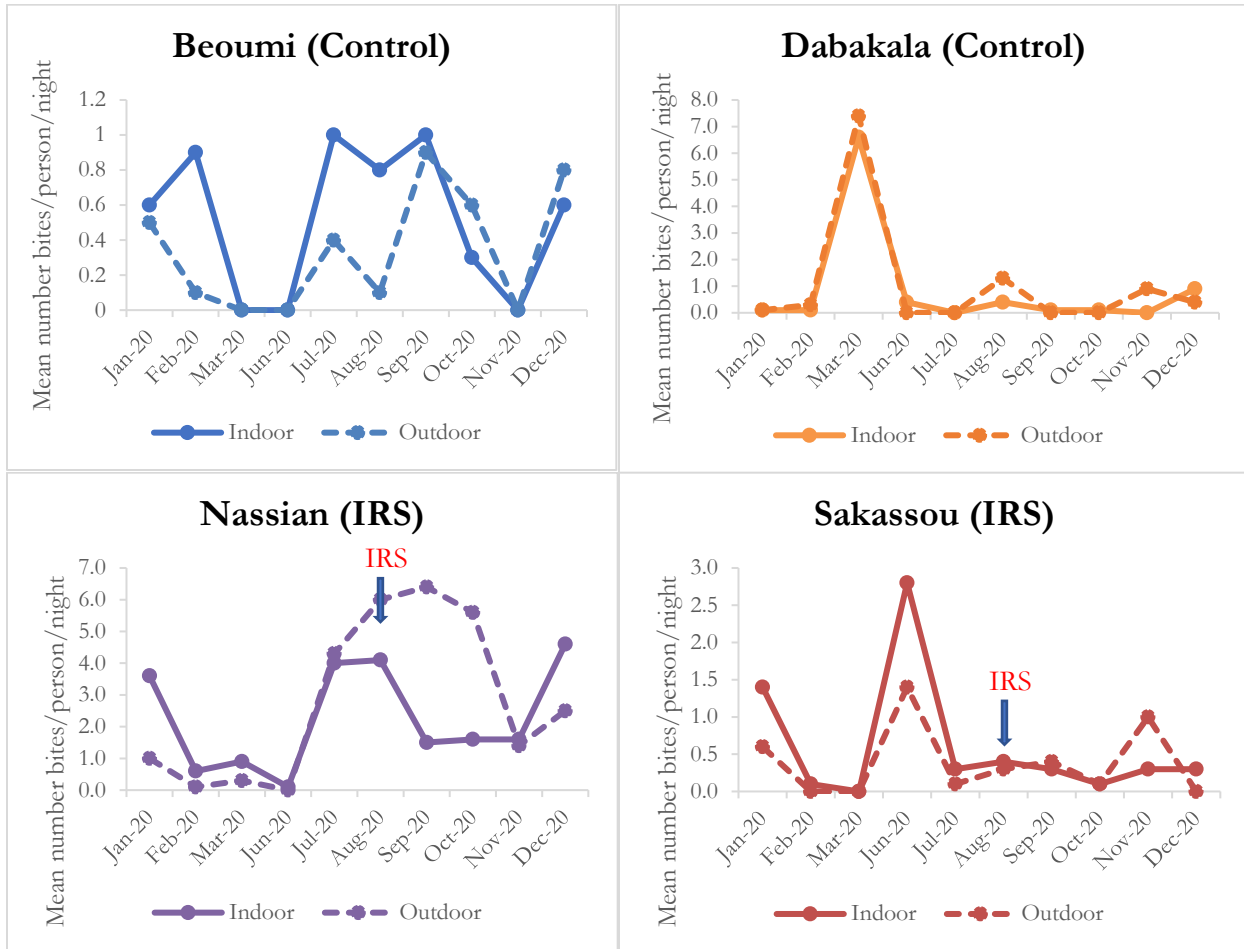 Beoumi (Control)
Mean number bites/person/night
1.2
1
0.8
0.6
0.4
0.2
0
Jan-20
Feb-20
Mar-20
Jun-20
Jul-20
Aug-20
Sep-20
Oct-20
Nov-20
Dec-20
Indoor
Outdoor
Dabakala (Control)
Mean number bites/person/night
8.0
7.0
6.0
5.0
4.0
3.0
2.0
1.0
0.0
Jan-20
Feb-20
Mar-20
Jun-20
Jul-20
Aug-20
Sep-20
Oct-20
Nov-20
Dec-20
Indoor
Outdoor
Nassian (IRS)
IRS
Mean number bites/person/night
7.0
6.0
5.0
4.0
3.0
2.0
1.0
0.0
Jan-20
Feb-20
Mar-20
Jun-20
Jul-20
Aug-20
Sep-20
Oct-20
Nov-20
Dec-20
Indoor
Outdoor
Sakassou (IRS)
IRS
Mean number bites/person/night
3.0
2.5
2.0
1.5
1.0
0.5
0.0
Jan-20
Feb-20
Mar-20
Jun-20
Jul-20
Aug-20
Sep-20
Oct-20
Nov-20
Dec-20
Indoor
Outdoor